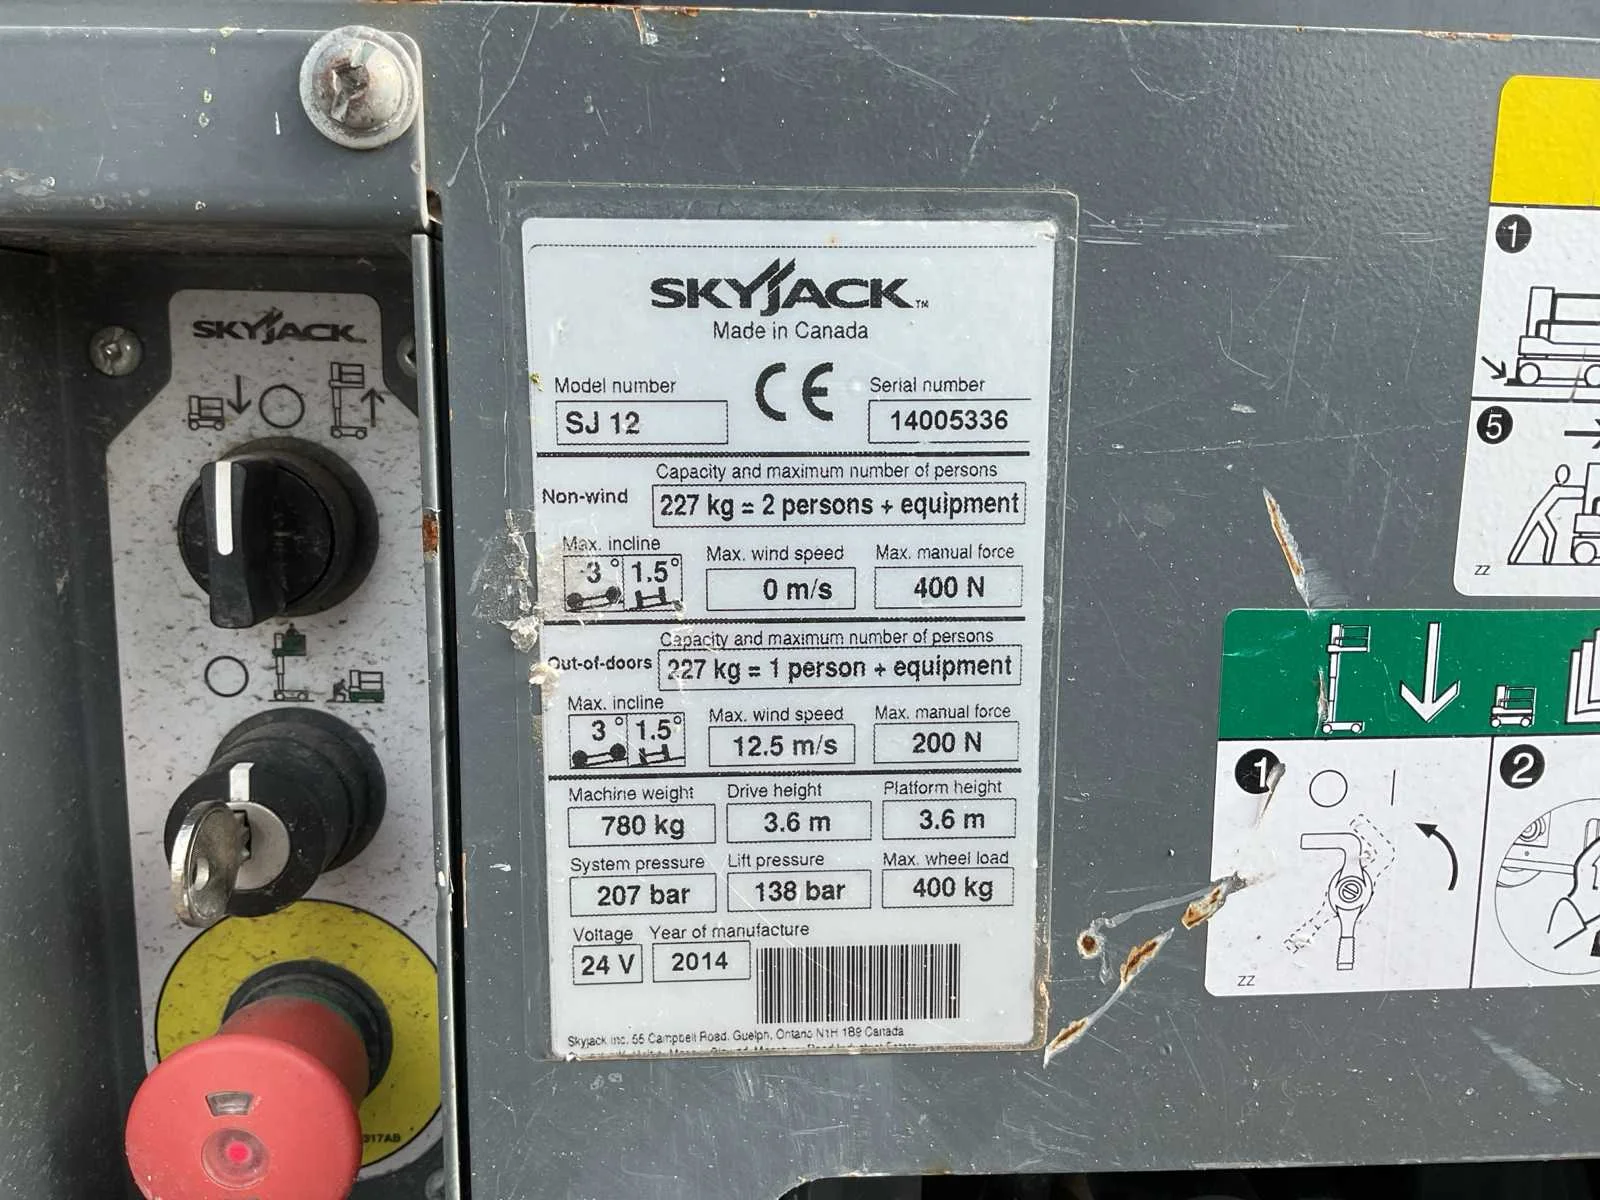 SKYJACK
317AB
SKYJACK™
Made in Canada
Model number
SJ 12
CE
Serial number
14005336
Capacity and maximum number of persons
Non-wind
227 kg = 2 persons + equipment
Max. incline
3° 1.5°
Max. wind speed
0 m/s
Max. manual force
400 N
Capacity and maximum number of persons
Out-of-doors
227 kg = 1 person + equipment
Max. incline
3° 1.5°
Max. wind speed
12.5 m/s
Max. manual force
200 N
Machine weight
780 kg
Drive height
3.6 m
Platform height
3.6 m
System pressure
207 bar
Lift pressure
138 bar
Max. wheel load
400 kg
Voltage
24 V
Year of manufacture
2014
Skyjack Inc. 55 Campbell Road, Guelph, Ontario N1H 1B9 Canada
1
5
ZZ
1
2
ZZ